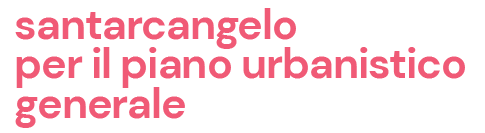 santarcangelo
per il piano urbanistico
generale